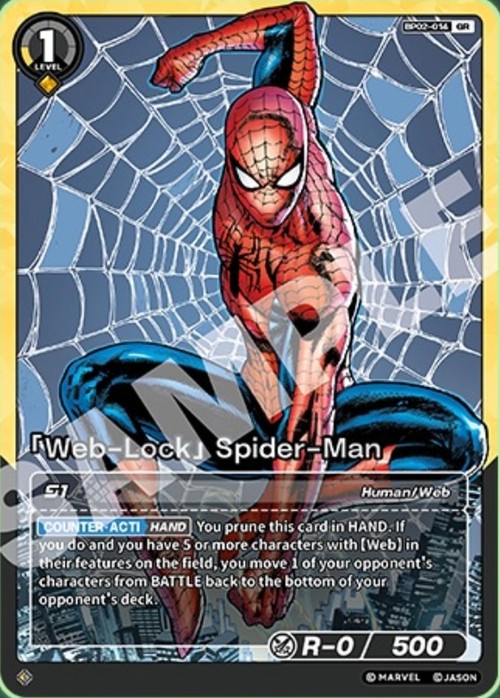 1
LEVEL
BP02-014 GR
SAMPLE
「Web-Lock」 Spider-Man
S1
Human/Web
COUNTER-ACTI HAND You prune this card in HAND. If
you do and you have 5 or more characters with [Web] in
their features on the field, you move 1 of your opponent's
characters from BATTLE back to the bottom of your
opponent's deck.
R-0 / 500
© MARVEL © JASON